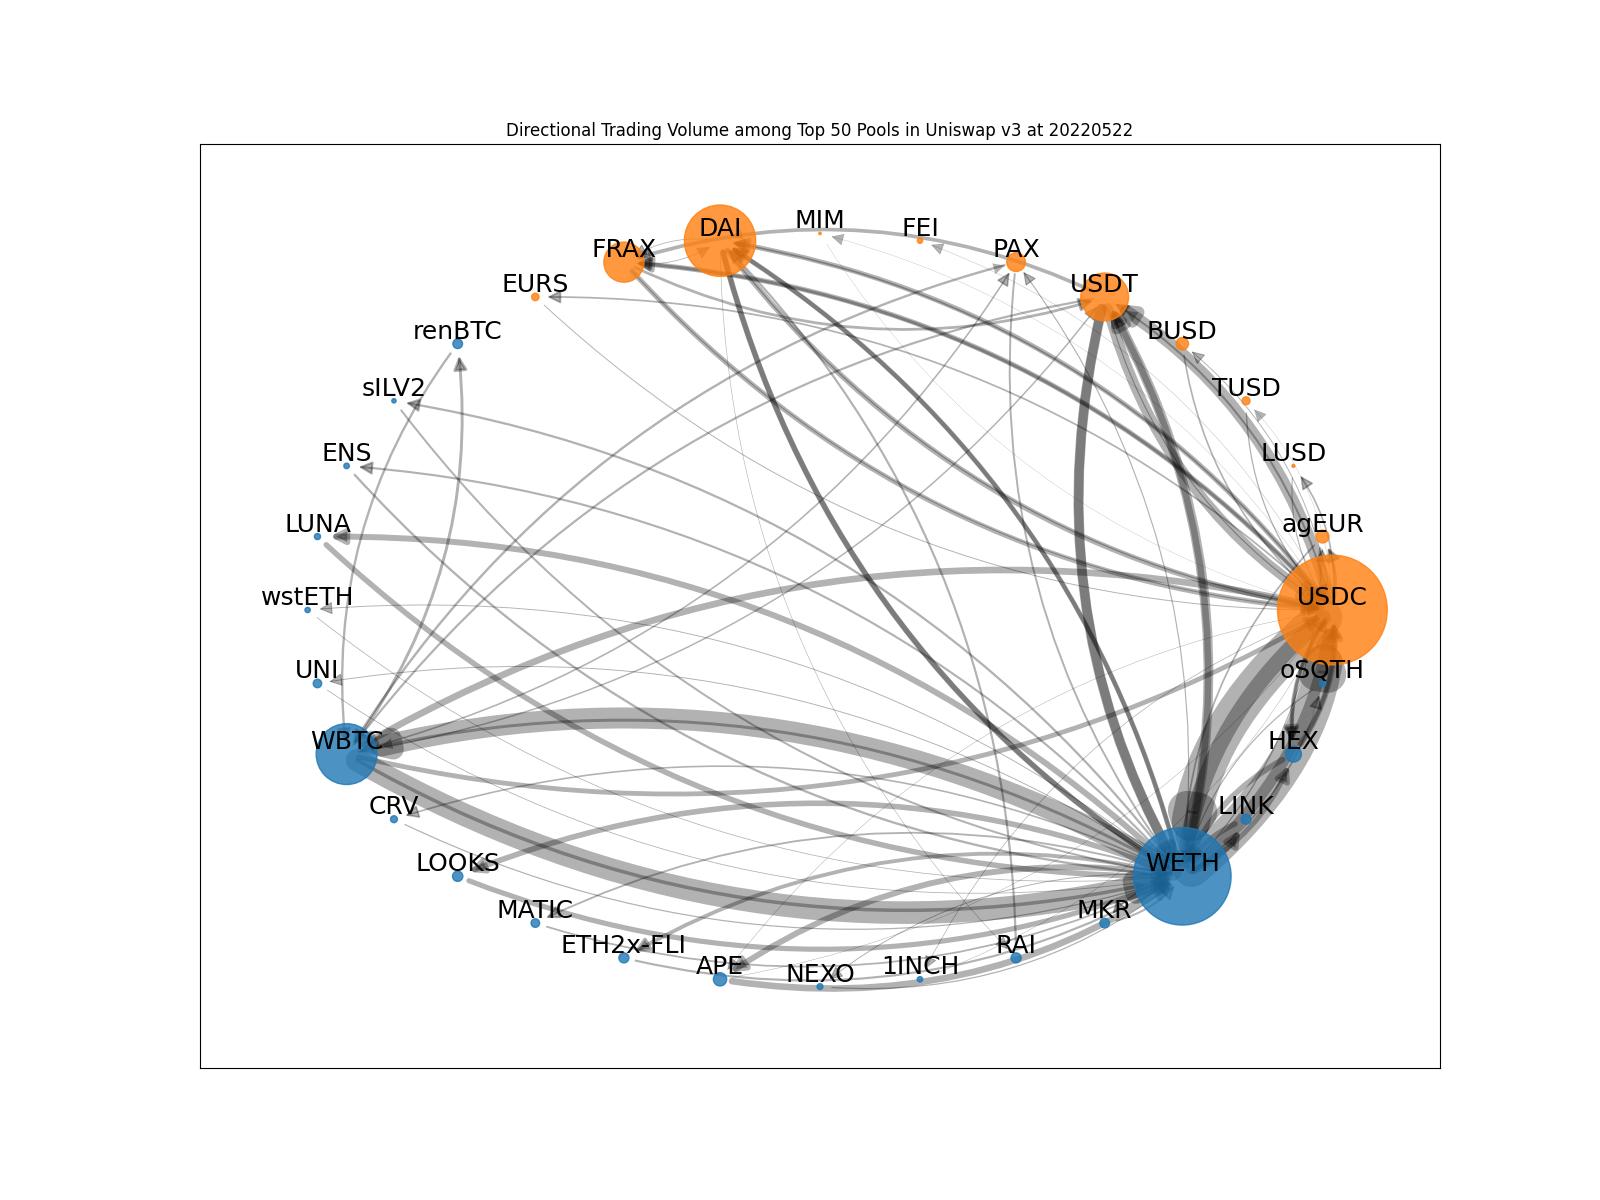 Directional Trading Volume among Top 50 Pools in Uniswap v3 at 20220522
MIM
DAI
FEI
FRAX
PAX
EURS
USDT
renBTC
BUSD
sILV2
TUSD
ENS
LUSD
LUNA
agEUR
wstETH
USDC
UNI
oSQTH
WBTC
HEX
CRV
LINK
LOOKS
WETH
MATIC
MKR
ETH2x-FLI
RAI
APE
1INCH
NEXO